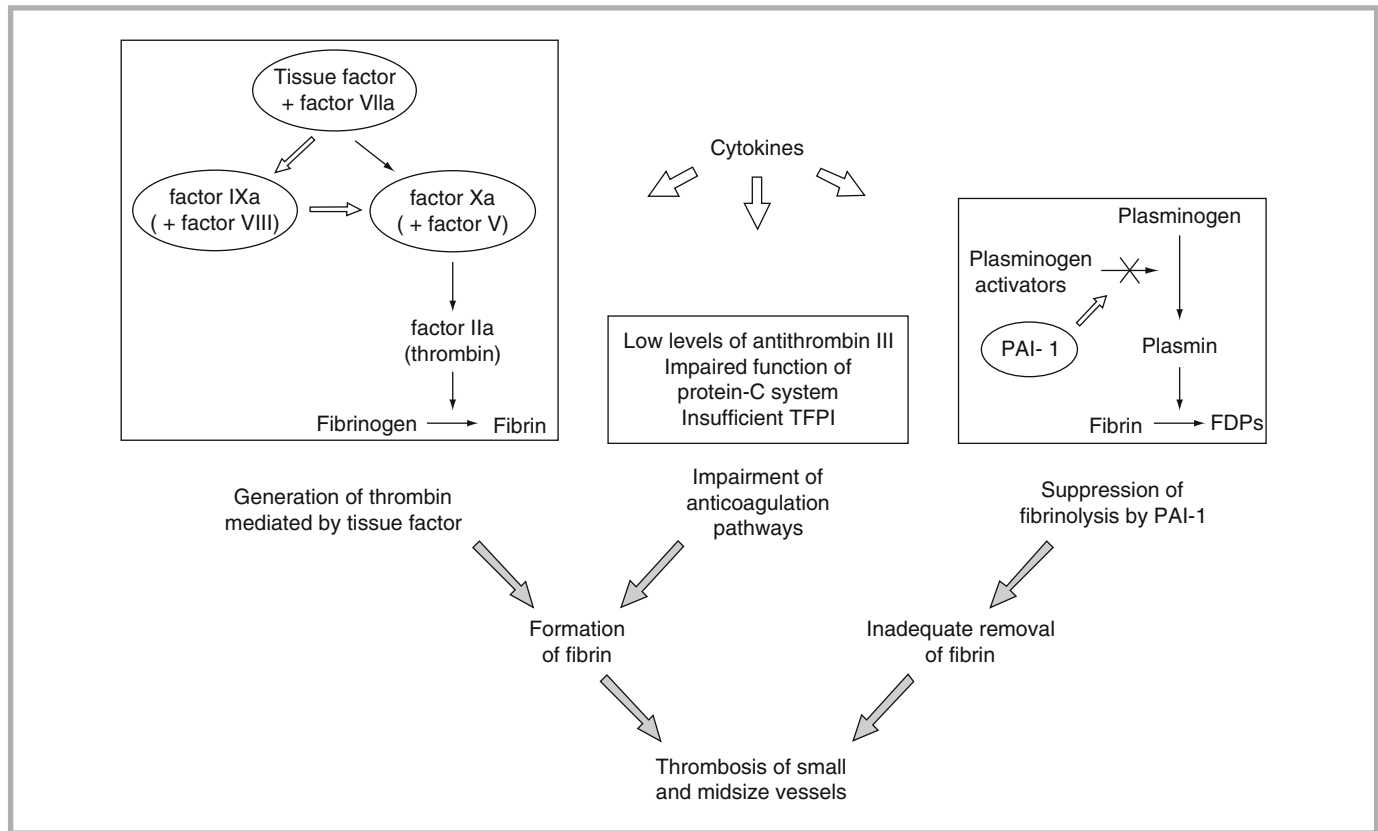 Tissue factor
+ factor VIIa
factor IXa
( + factor VIII)
factor Xa
( + factor V)
factor IIa
(thrombin)
Fibrinogen
Fibrin
Generation of thrombin
mediated by tissue factor
Cytokines
Low levels of antithrombin III
Impaired function of
protein-C system
Insufficient TFPI
Impairment of
anticoagulation
pathways
Plasminogen
Plasminogen
activators
PAI- 1
Plasmin
Fibrin
FDPs
Suppression of
fibrinolysis by PAI-1
Formation
of fibrin
Inadequate removal
of fibrin
Thrombosis of small
and midsize vessels